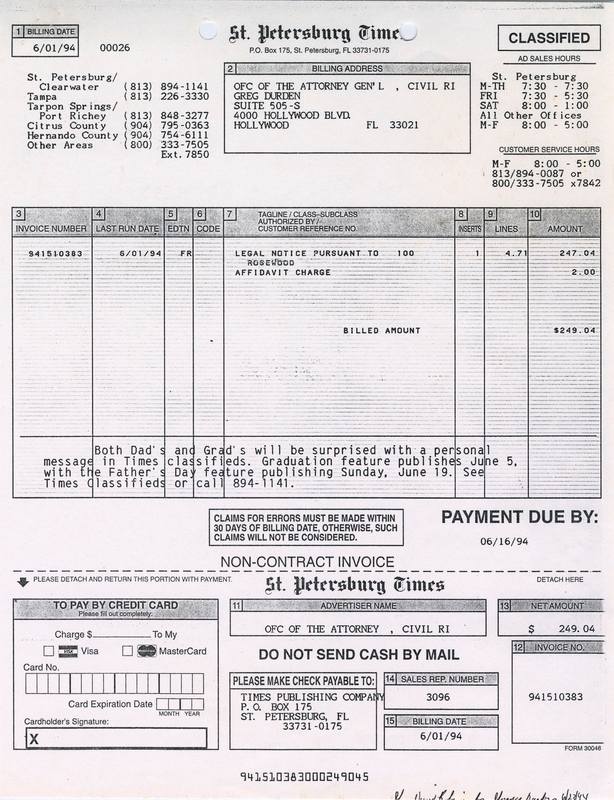 St. Petersburg Times
P.O. Box 175, St. Petersburg, FL 33731-0175
1 BILLING DATE
6/01/94
00026
CLASSIFIED
AD SALES HOURS
St. Petersburg
M-TH 7:30 - 7:30
FRI 7:30 - 5:30
SAT 8:00 - 1:00
All Other Offices
M-F 8:00 - 5:00
CUSTOMER SERVICE HOURS
M-F 8:00 - 5:00
813/894-0087 or
800/333-7505 x7842
St. Petersburg/
Clearwater (813) 894-1141
Tampa (813) 226-3330
Tarpon Springs/
Port Richey (813) 848-3277
Citrus County (904) 795-0363
Hernando County (904) 754-6111
Other Areas (800) 333-7505
Ext. 7850
2 BILLING ADDRESS
OFC OF THE ATTORNEY GEN'L , CIVIL RI
GREG DURDEN
SUITE 505-S
4000 HOLLYWOOD BLVD.
HOLLYWOOD FL 33021
3 INVOICE NUMBER 4 LAST RUN DATE 5 EDTN 6 CODE 7 TAGLINE / CLASS-SUBCLASS AUTHORIZED BY / CUSTOMER REFERENCE NO. 8 INSERTS 9 LINES 10 AMOUNT
941510383 6/01/94 FR LEGAL NOTICE PURSUANT TO 100 1 4.71 247.04
ROSEWOOD
AFFIDAVIT CHARGE 2.00
BILLED AMOUNT $249.04
Both Dad's and Grad's will be surprised with a personal
message in Times classifieds. Graduation feature publishes June 5,
with the Father's Day feature publishing Sunday, June 19. See
Times Classifieds or call 894-1141.
CLAIMS FOR ERRORS MUST BE MADE WITHIN
30 DAYS OF BILLING DATE, OTHERWISE, SUCH
CLAIMS WILL NOT BE CONSIDERED.
PAYMENT DUE BY:
06/16/94
NON-CONTRACT INVOICE
PLEASE DETACH AND RETURN THIS PORTION WITH PAYMENT.
St. Petersburg Times
DETACH HERE
TO PAY BY CREDIT CARD
Please fill out completely:
Charge $ To My
Visa MasterCard
Card No.
Card Expiration Date
MONTH YEAR
Cardholder's Signature:
X
11 ADVERTISER NAME
OFC OF THE ATTORNEY , CIVIL RI
13 NET AMOUNT
$ 249.04
DO NOT SEND CASH BY MAIL
12 INVOICE NO.
941510383
PLEASE MAKE CHECK PAYABLE TO:
TIMES PUBLISHING COMPANY
P. O. BOX 175
ST. PETERSBURG, FL
33731-0175
14 SALES REP. NUMBER
3096
15 BILLING DATE
6/01/94
FORM 30046
9415103830002490​45